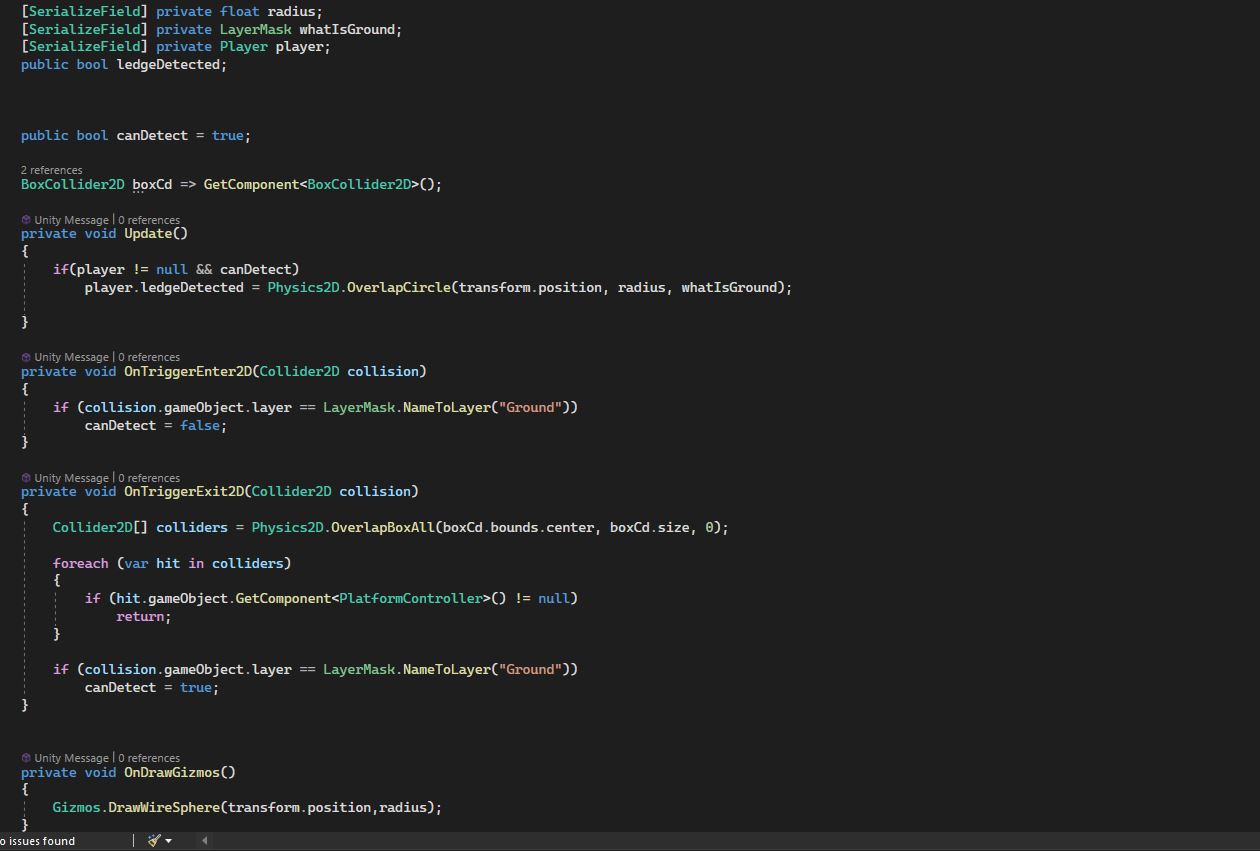 [SerializeField] private float radius;
[SerializeField] private LayerMask whatIsGround;
[SerializeField] private Player player;
public bool ledgeDetected;
public bool canDetect = true;
2 references
BoxCollider2D boxCd => GetComponent<BoxCollider2D>();
Unity Message | 0 references
private void Update()
{
if(player != null && canDetect)
player.ledgeDetected = Physics2D.OverlapCircle(transform.position, radius, whatIsGround);
}
Unity Message | 0 references
private void OnTriggerEnter2D(Collider2D collision)
{
if (collision.gameObject.layer == LayerMask.NameToLayer("Ground"))
canDetect = false;
}
Unity Message | 0 references
private void OnTriggerExit2D(Collider2D collision)
{
Collider2D[] colliders = Physics2D.OverlapBoxAll(boxCd.bounds.center, boxCd.size, 0);
foreach (var hit in colliders)
{
if (hit.gameObject.GetComponent<PlatformController>() != null)
return;
}
if (collision.gameObject.layer == LayerMask.NameToLayer("Ground"))
canDetect = true;
}
Unity Message | 0 references
private void OnDrawGizmos()
{
Gizmos.DrawWireSphere(transform.position,radius);
}
o issues found